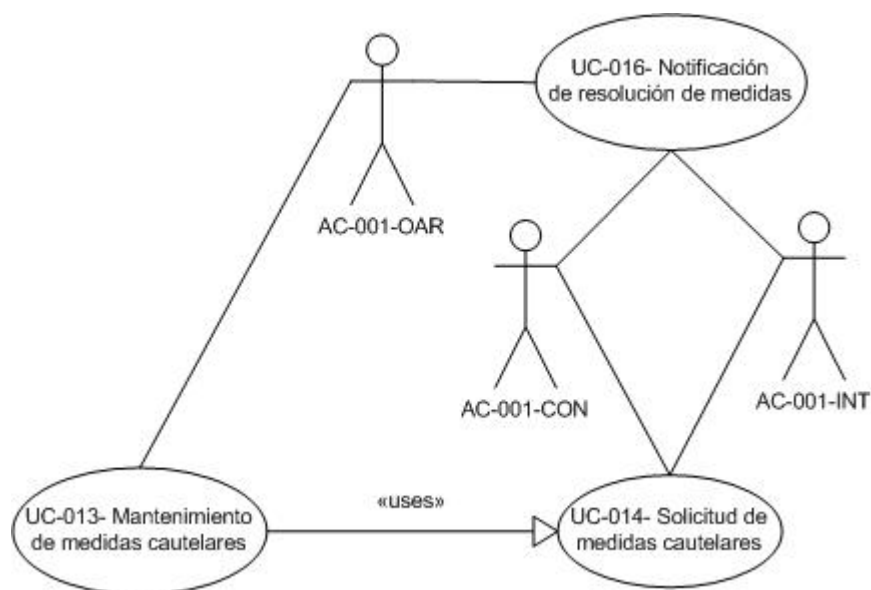 UC-016- Notificación
de resolución de medidas
AC-001-OAR
AC-001-CON
AC-001-INT
«uses»
UC-013- Mantenimiento
de medidas cautelares
UC-014- Solicitud de
medidas cautelares